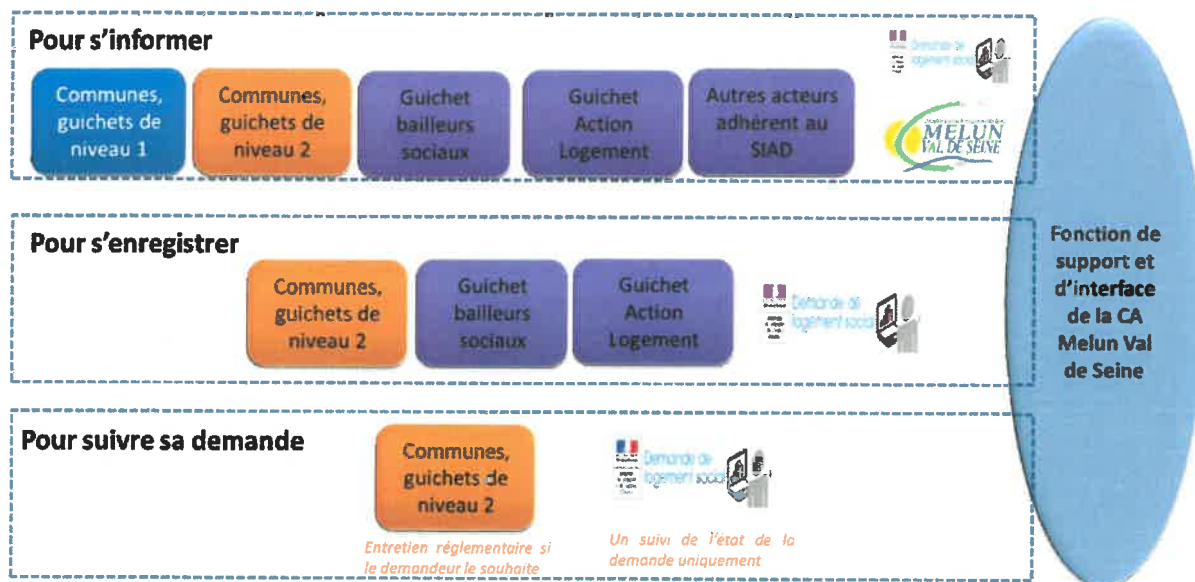 Pour s'informer
Communes,
guichets de
niveau 1
Communes,
guichets de
niveau 2
Guichet
bailleurs
sociaux
Guichet
Action
Logement
Autres acteurs
adhérent au
SIAD
Demande de
logement social
MELUN
VAL DE SEINE
Pour s'enregistrer
Communes,
guichets de
niveau 2
Guichet
bailleurs
sociaux
Guichet
Action
Logement
Demande de
logement social
Fonction de
support et
d'interface
de la CA
Melun Val
de Seine
Pour suivre sa demande
Communes,
guichets de
niveau 2
Demande de
logement social
Entretien réglementaire si
le demandeur le souhaite
Un suivi de l'état de la
demande uniquement